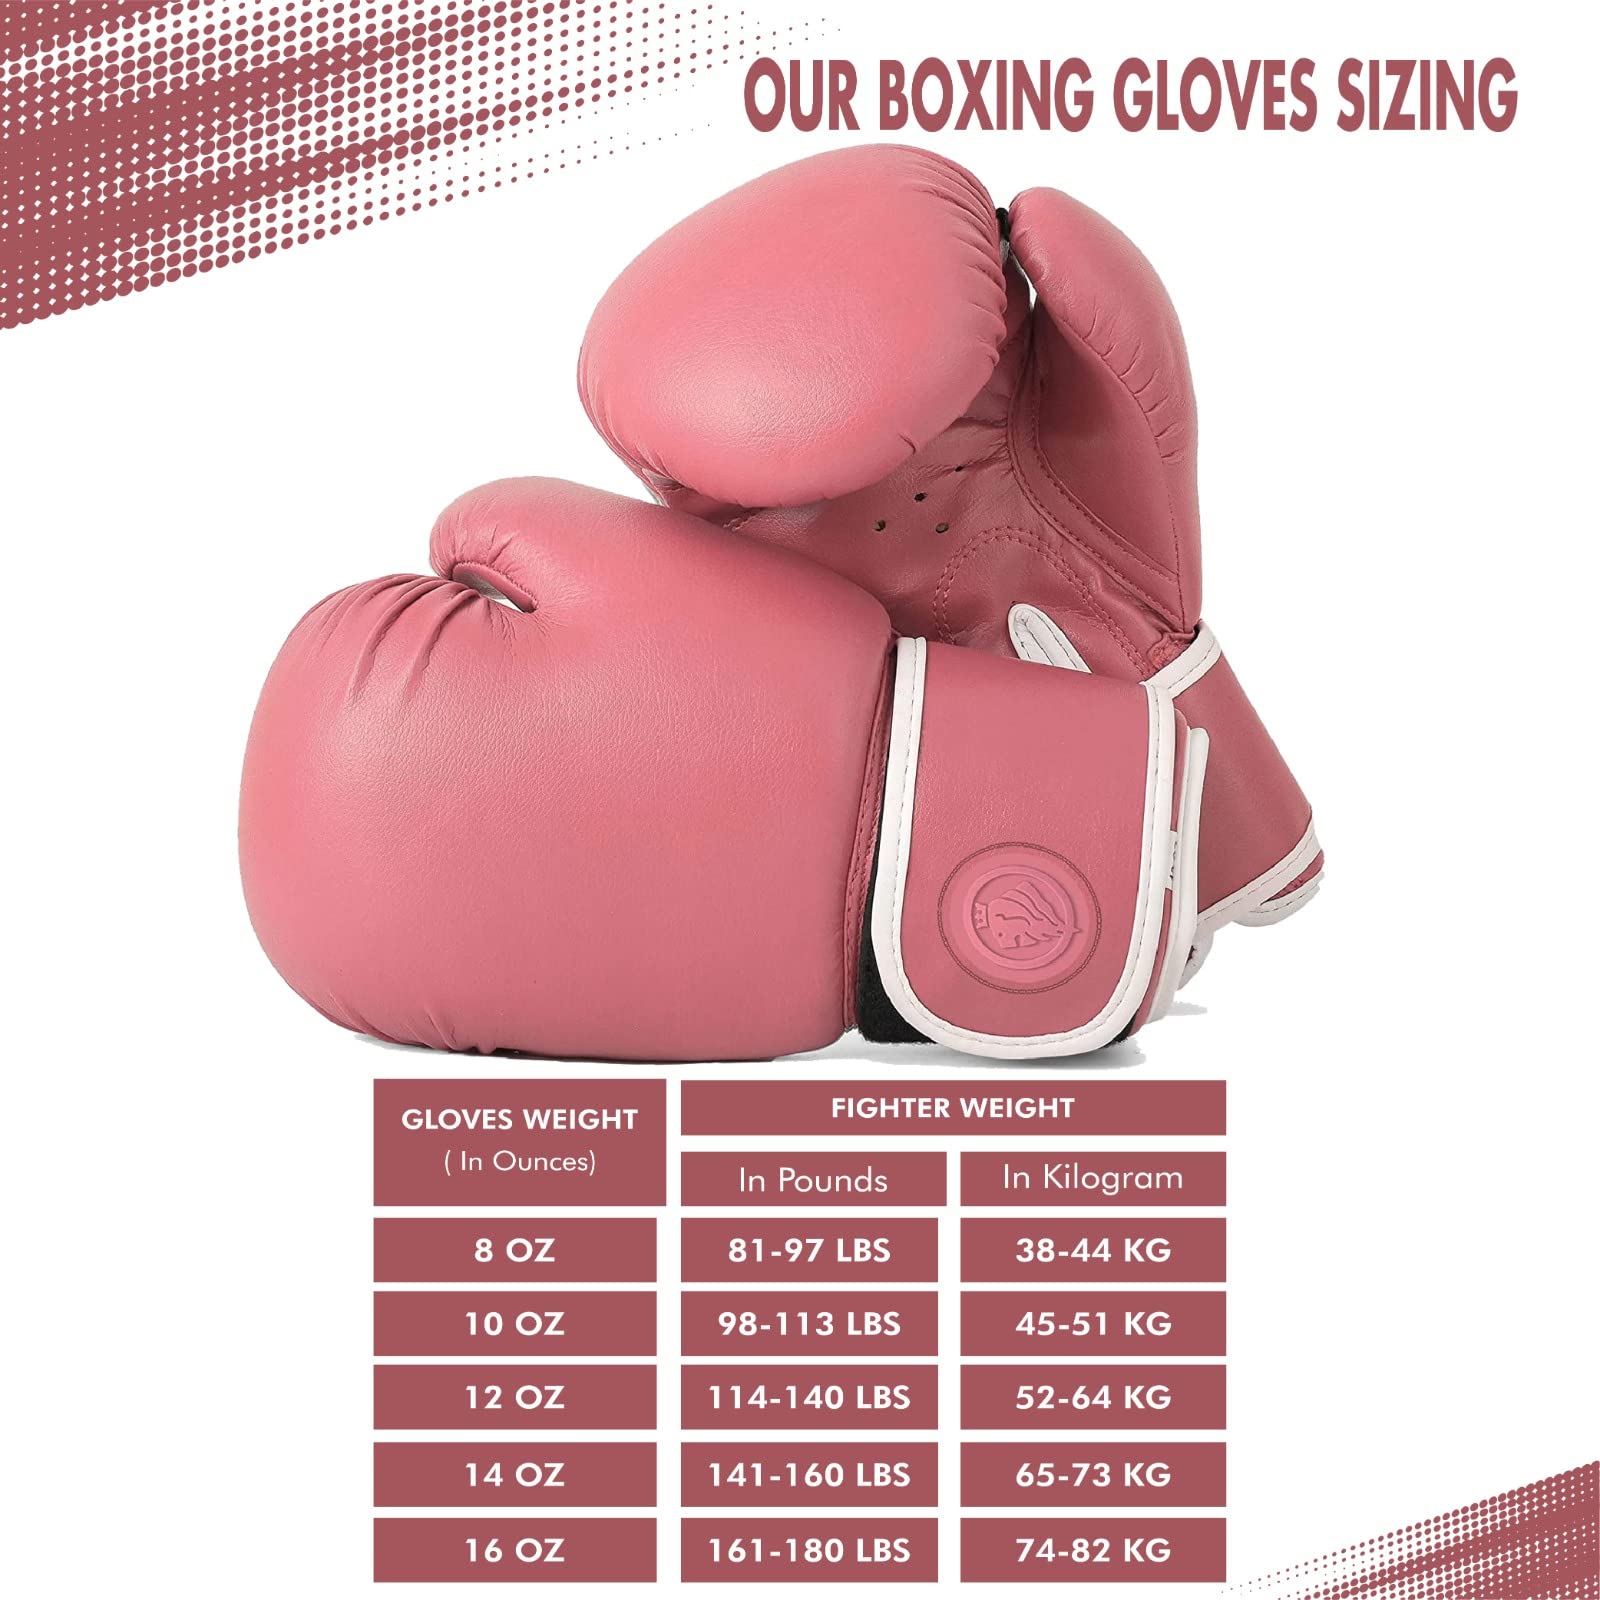 OUR BOXING GLOVES SIZING
GLOVES WEIGHT
( In Ounces)
FIGHTER WEIGHT
In Pounds
In Kilogram
8 OZ
81-97 LBS
38-44 KG
10 OZ
98-113 LBS
45-51 KG
12 OZ
114-140 LBS
52-64 KG
14 OZ
141-160 LBS
65-73 KG
16 OZ
161-180 LBS
74-82 KG